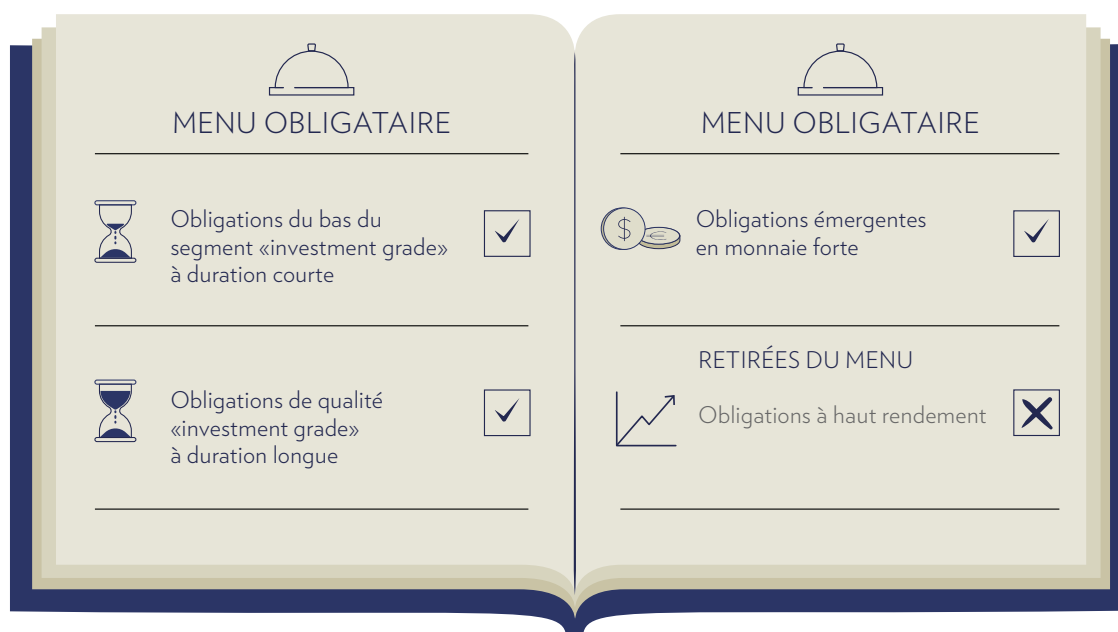 MENU OBLIGATAIRE
Obligations du bas du
segment «investment grade»
à duration courte
Obligations de qualité
«investment grade»
à duration longue
MENU OBLIGATAIRE
$
€
Obligations émergentes
en monnaie forte
RETIRÉES DU MENU
Obligations à haut rendement